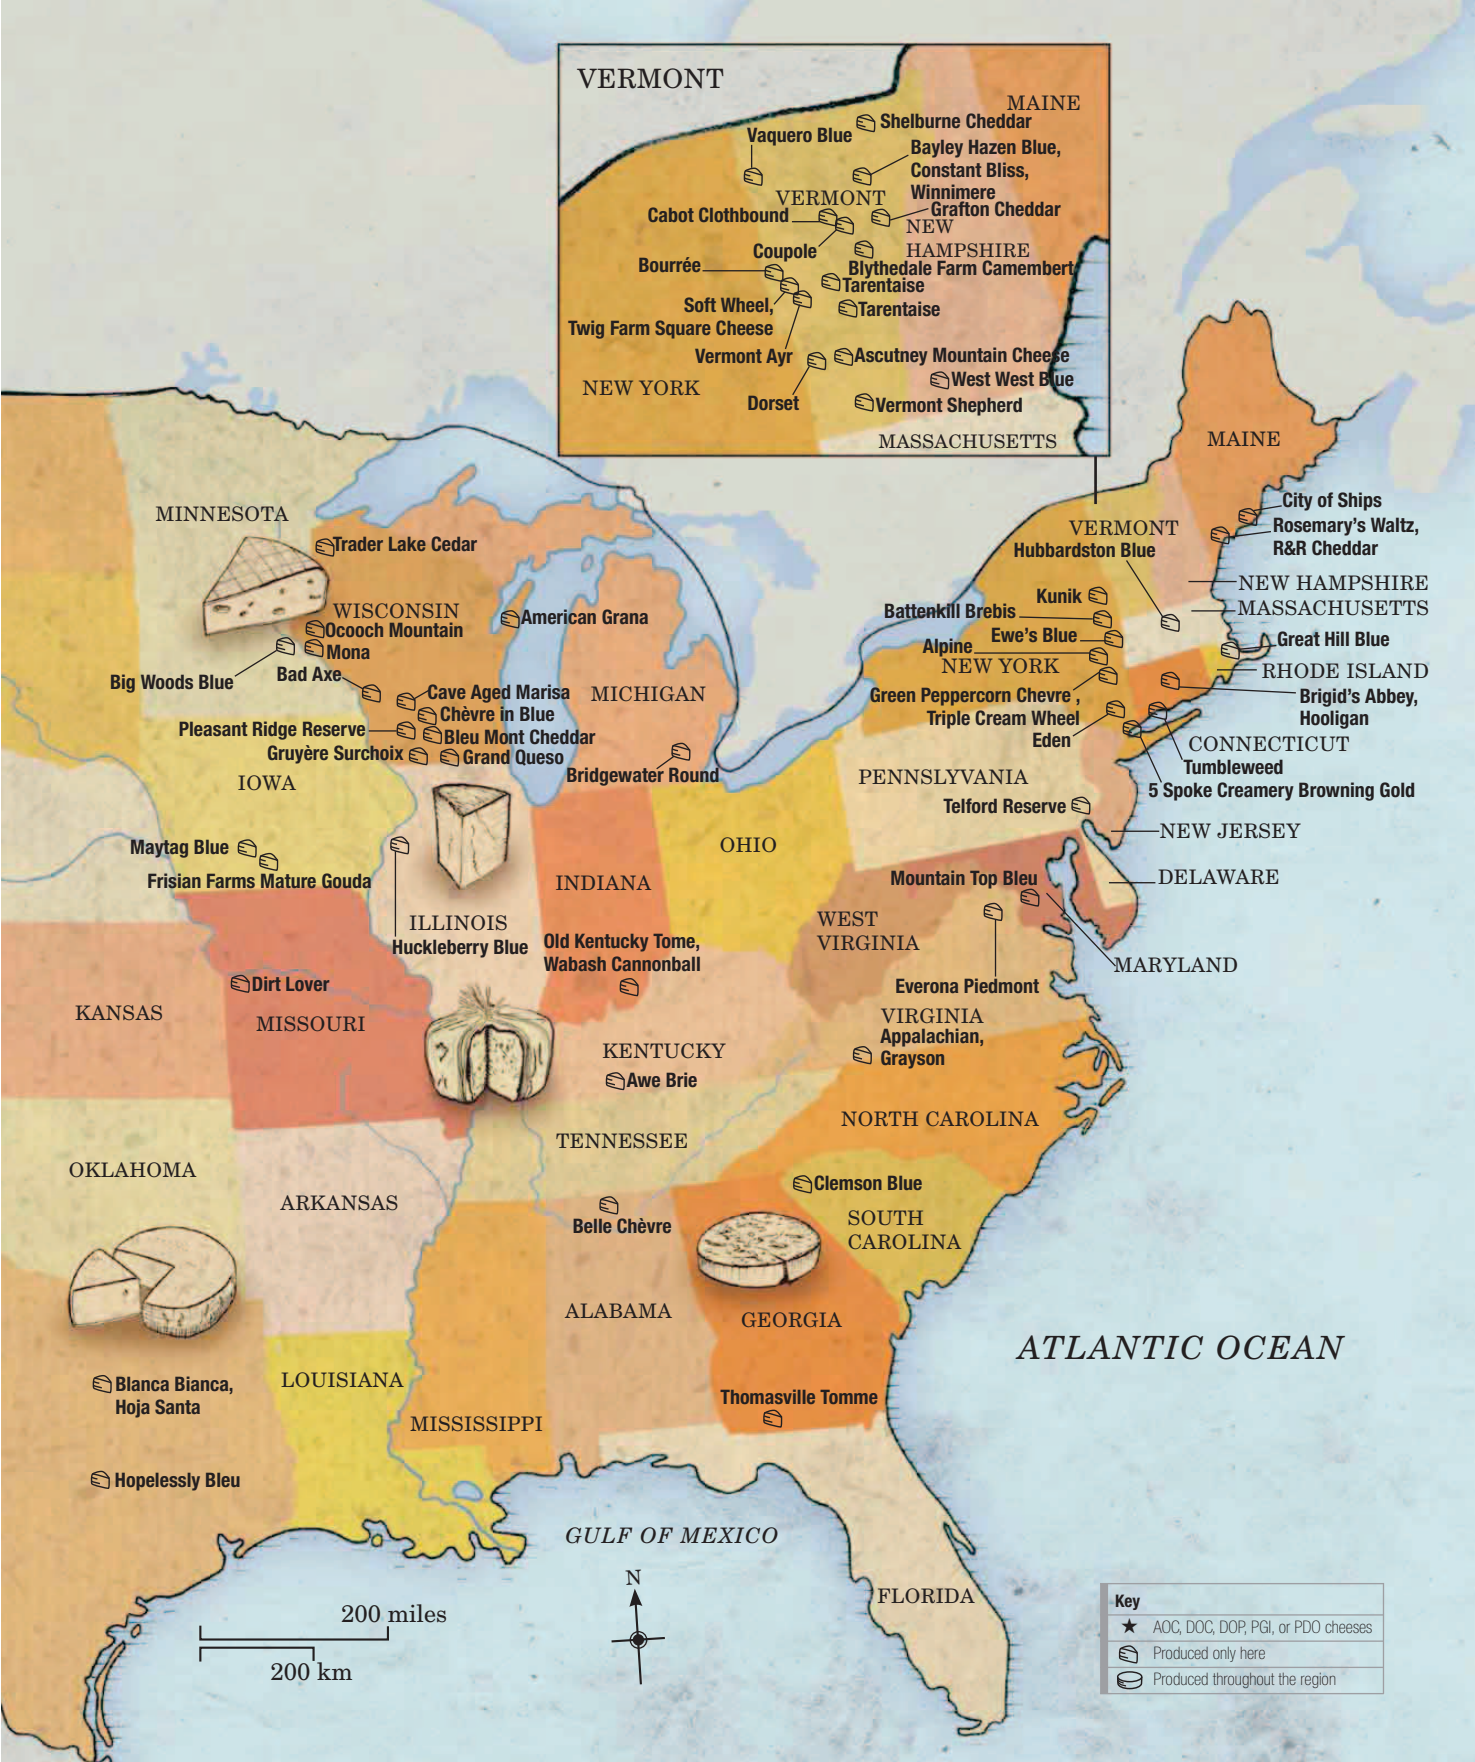 VERMONT
MAINE
Shelburne Cheddar
Vaquero Blue
Bayley Hazen Blue,
Constant Bliss,
Winnimere
VERMONT
Grafton Cheddar
Cabot Clothbound
NEW
HAMPSHIRE
Coupole
Bourrée
Blythedale Farm Camembert
Tarentaise
Soft Wheel,
Twig Farm Square Cheese
Tarentaise
Vermont Ayr
Ascutney Mountain Cheese
West West Blue
NEW YORK
Dorset
Vermont Shepherd
MASSACHUSETTS
MAINE
City of Ships
Rosemary's Waltz,
R&R Cheddar
MINNESOTA
VERMONT
Hubbardston Blue
Trader Lake Cedar
NEW HAMPSHIRE
Kunik
MASSACHUSETTS
WISCONSIN
Battenkill Brebis
American Grana
Ocooch Mountain
Ewe's Blue
Great Hill Blue
Mona
Alpine
NEW YORK
RHODE ISLAND
Big Woods Blue
Bad Axe
Cave Aged Marisa
MICHIGAN
Green Peppercorn Chevre ,
Triple Cream Wheel
Brigid's Abbey,
Hooligan
Chèvre in Blue
Pleasant Ridge Reserve
Bleu Mont Cheddar
Eden
CONNECTICUT
Gruyère Surchoix
Grand Queso
Tumbleweed
Bridgewater Round
IOWA
PENNSLYVANIA
5 Spoke Creamery Browning Gold
Telford Reserve
NEW JERSEY
Maytag Blue
OHIO
Frisian Farms Mature Gouda
INDIANA
Mountain Top Bleu
DELAWARE
ILLINOIS
Huckleberry Blue
WEST
VIRGINIA
Old Kentucky Tome,
Wabash Cannonball
MARYLAND
Dirt Lover
Everona Piedmont
KANSAS
MISSOURI
VIRGINIA
Appalachian,
Grayson
KENTUCKY
Awe Brie
NORTH CAROLINA
TENNESSEE
OKLAHOMA
Clemson Blue
ARKANSAS
SOUTH
CAROLINA
Belle Chèvre
ALABAMA
GEORGIA
ATLANTIC OCEAN
Blanca Bianca,
Hoja Santa
LOUISIANA
Thomasville Tomme
MISSISSIPPI
Hopelessly Bleu
GULF OF MEXICO
N
FLORIDA
200 miles
200 km
Key
AOC, DOC, DOP, PGI, or PDO cheeses
Produced only here
Produced throughout the region